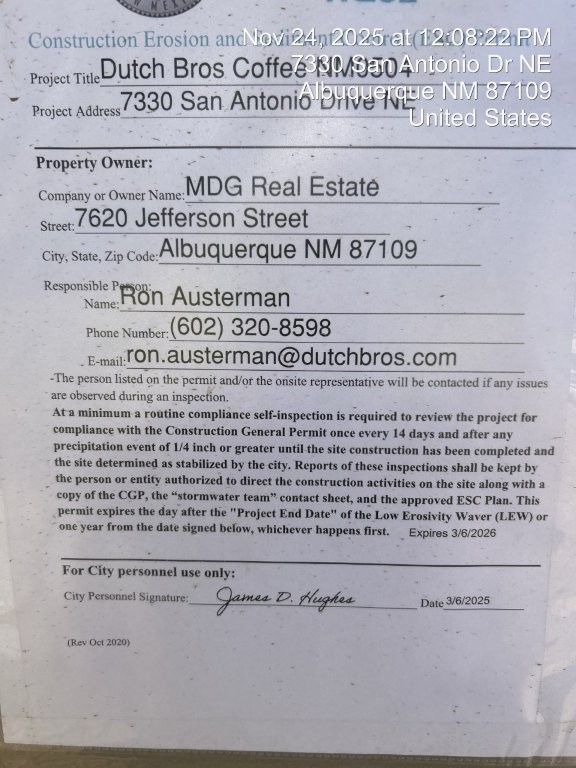 Nov 24, 2025 at 12:08:22 PM
7330 San Antonio Dr NE
Albuquerque NM 87109
United States
Construction Erosion and
Project Title Dutch Bros Coffee
Project Address 7330 San Antonio Drive NE
Property Owner:
Company or Owner Name: MDG Real Estate
Street: 7620 Jefferson Street
City, State, Zip Code: Albuquerque NM 87109
Responsible Person:
Name: Ron Austerman
Phone Number: (602) 320-8598
E-mail: ron.austerman@dutchbros.com
-The person listed on the permit and/or the onsite representative will be contacted if any issues
are observed during an inspection.
At a minimum a routine compliance self-inspection is required to review the project for
compliance with the Construction General Permit once every 14 days and after any
precipitation event of 1/4 inch or greater until the site construction has been completed and
the site determined as stabilized by the city. Reports of these inspections shall be kept by
the person or entity authorized to direct the construction activities on the site along with a
copy of the CGP, the “stormwater team” contact sheet, and the approved ESC Plan. This
permit expires the day after the "Project End Date" of the Low Erosivity Waver (LEW) or
one year from the date signed below, whichever happens first. Expires 3/6/2026
For City personnel use only:
City Personnel Signature: James D. Hughes Date 3/6/2025
(Rev Oct 2020)